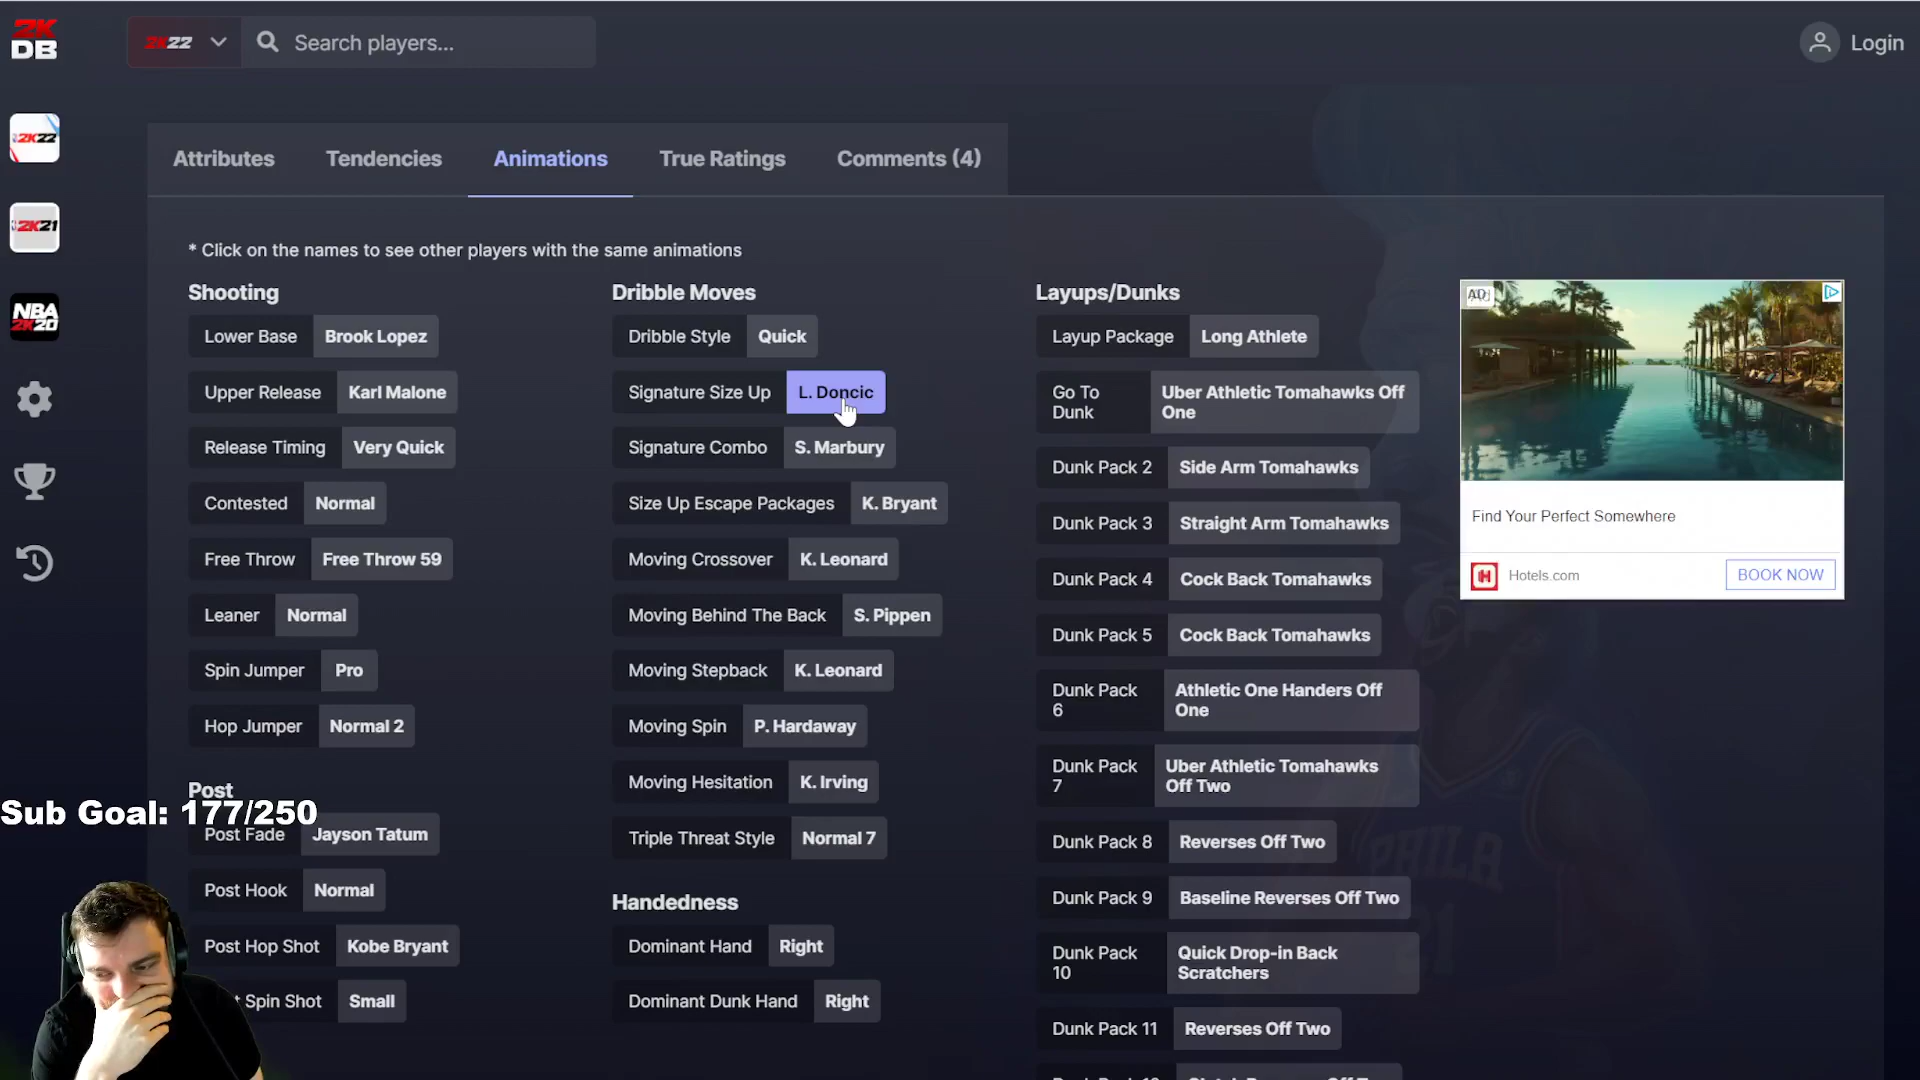 2K
DB
2K22
Search players...
Login
2K22
2K21
NBA
2K20
Attributes
Tendencies
Animations
True Ratings
Comments (4)
* Click on the names to see other players with the same animations
Shooting
Lower Base Brook Lopez
Upper Release Karl Malone
Release Timing Very Quick
Contested Normal
Free Throw Free Throw 59
Leaner Normal
Spin Jumper Pro
Hop Jumper Normal 2
Post
Sub Goal: 177/250
Post Fade Jayson Tatum
Post Hook Normal
Post Hop Shot Kobe Bryant
Spin Shot Small
Dribble Moves
Dribble Style Quick
Signature Size Up L. Doncic
Signature Combo S. Marbury
Size Up Escape Packages K. Bryant
Moving Crossover K. Leonard
Moving Behind The Back S. Pippen
Moving Stepback K. Leonard
Moving Spin P. Hardaway
Moving Hesitation K. Irving
Triple Threat Style Normal 7
Handedness
Dominant Hand Right
Dominant Dunk Hand Right
Layups/Dunks
Layup Package Long Athlete
Go To Dunk Uber Athletic Tomahawks Off One
Dunk Pack 2 Side Arm Tomahawks
Dunk Pack 3 Straight Arm Tomahawks
Dunk Pack 4 Cock Back Tomahawks
Dunk Pack 5 Cock Back Tomahawks
Dunk Pack 6 Athletic One Handers Off One
Dunk Pack 7 Uber Athletic Tomahawks Off Two
Dunk Pack 8 Reverses Off Two
Dunk Pack 9 Baseline Reverses Off Two
Dunk Pack 10 Quick Drop-in Back Scratchers
Dunk Pack 11 Reverses Off Two
Ad
Find Your Perfect Somewhere
Hotels.com
BOOK NOW
PHILA
21